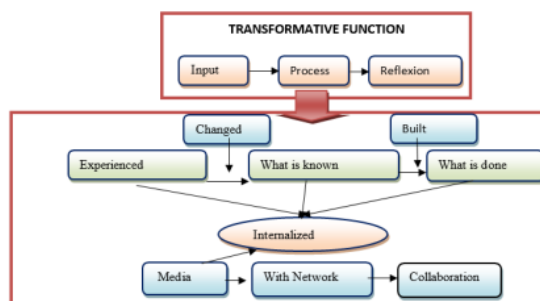 TRANSFORMATIVE FUNCTION
Input
Process
Reflexion
Changed
Built
Experienced
What is known
What is done
Internalized
Media
With Network
Collaboration